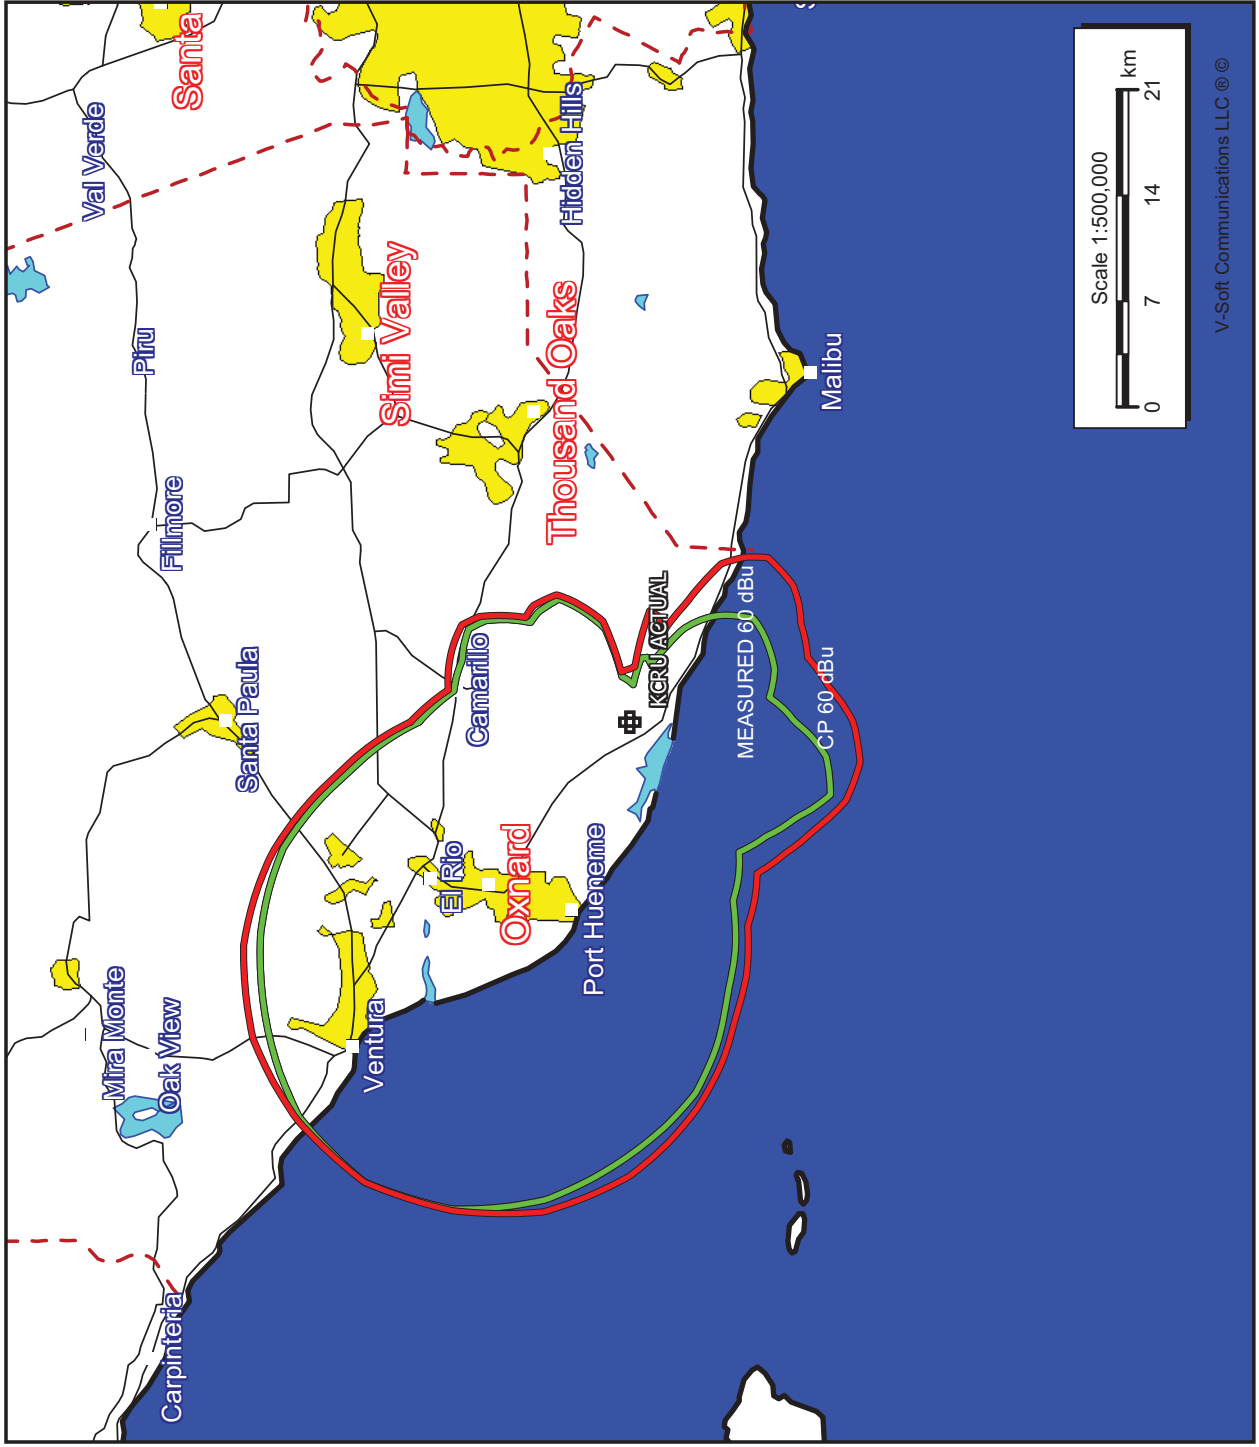 Carpinteria
Mira Monte
Oak View
Ventura
Santa Paula
El Rio
Oxnard
Port Hueneme
Camarillo
Fillmore
Piru
Val Verde
Santa
Simi Valley
Thousand Oaks
Hidden Hills
Malibu
KCRU ACTUAL
MEASURED 60 dBu
CP 60 dBu
Scale 1:500,000
0 7 14 21 km
V-Soft Communications LLC ® ©